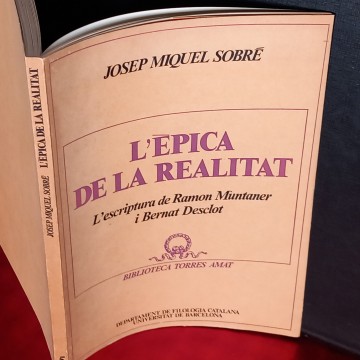 JOSEP MIQUEL SOBRÉ
L'ÈPICA
DE LA REALITAT
L'escriptura de Ramon Muntaner
i Bernat Desclot
BIBLIOTECA TORRES AMAT
DEPARTAMENT DE FILOLOGIA CATALANA
UNIVERSITAT DE BARCELONA
JOSEP MIQUEL SOBRÉ L'ÈPICA DE LA REALITAT